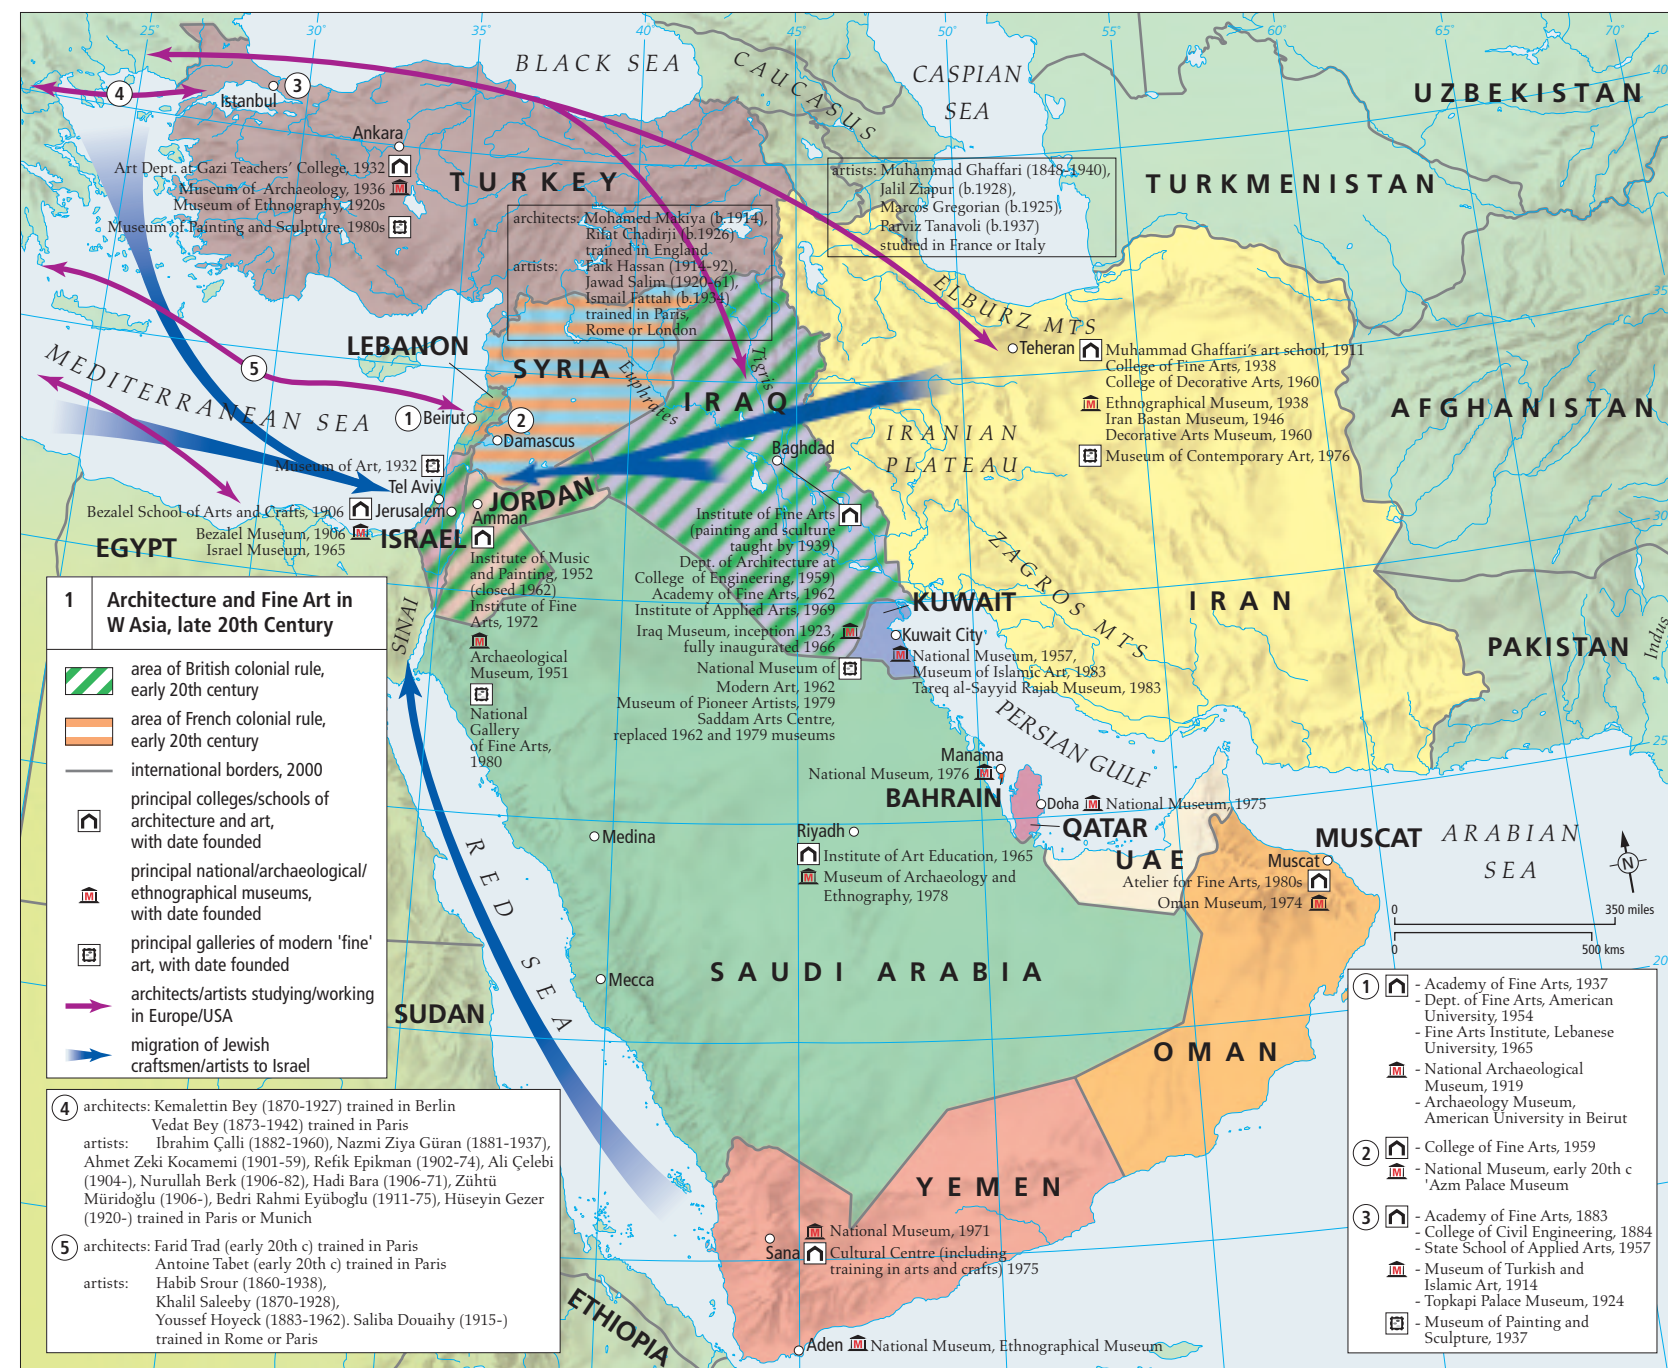 25°
30°
35°
40°
45°
50°
55°
60°
65°
70°
40
35
30
25
20
BLACK SEA
CAUCASUS
CASPIAN
SEA
UZBEKISTAN
TURKMENISTAN
AFGHANISTAN
PAKISTAN
Indus
4
Istanbul
3
Ankara
Art Dept. at Gazi Teachers' College, 1932
Museum of Archaeology, 1936
Museum of Ethnography, 1920s
Museum of Painting and Sculpture, 1980s
TURKEY
architects: Mohamed Makiya (b.1914),
Rifat Chadirji (b.1926)
trained in England
artists: Faik Hassan (1914-92),
Jawad Salim (1920-61),
Ismail Fattah (b.1934)
trained in Paris,
Rome or London
artists: Muhammad Ghaffari (1848-1940),
Jalil Ziapur (b.1928),
Marcos Gregorian (b.1925),
Parviz Tanavoli (b.1937)
studied in France or Italy
ELBURZ MTS
Teheran
Muhammad Ghaffari's art school, 1911
College of Fine Arts, 1938
College of Decorative Arts, 1960
Ethnographical Museum, 1938
Iran Bastan Museum, 1946
Decorative Arts Museum, 1960
Museum of Contemporary Art, 1976
IRANIAN
PLATEAU
ZAGROS MTS
IRAN
MEDITERRANEAN SEA
5
LEBANON
SYRIA
Euphrates
Tigris
IRAQ
1
Beirut
2
Damascus
Baghdad
Museum of Art, 1932
Tel Aviv
Bezalel School of Arts and Crafts, 1906
Jerusalem
Bezalel Museum, 1906
Israel Museum, 1965
ISRAEL
EGYPT
SINAI
JORDAN
Amman
Institute of Music
and Painting, 1952
(closed 1962)
Institute of Fine
Arts, 1972
Archaeological
Museum, 1951
National
Gallery
of Fine Arts,
1980
Institute of Fine Arts
(painting and sculture
taught by 1939)
Dept. of Architecture at
College of Engineering, 1959)
Academy of Fine Arts, 1962
Institute of Applied Arts, 1969
Iraq Museum, inception 1923,
fully inaugurated 1966
National Museum of
Modern Art, 1962
Museum of Pioneer Artists, 1979
Saddam Arts Centre,
replaced 1962 and 1979 museums
KUWAIT
Kuwait City
National Museum, 1957,
Museum of Islamic Art, 1983
Tareq al-Sayyid Rajab Museum, 1983
PERSIAN GULF
Manama
National Museum, 1976
BAHRAIN
Doha
National Museum, 1975
QATAR
UAE
MUSCAT
Muscat
Atelier for Fine Arts, 1980s
Oman Museum, 1974
ARABIAN
SEA
N
0
350 miles
0
500 kms
Medina
Riyadh
Institute of Art Education, 1965
Museum of Archaeology and
Ethnography, 1978
Mecca
SAUDI ARABIA
RED SEA
SUDAN
OMAN
YEMEN
National Museum, 1971
Sana
Cultural Centre (including
training in arts and crafts) 1975
Aden
National Museum, Ethnographical Museum
ETHIOPIA
1
Architecture and Fine Art in
W Asia, late 20th Century
area of British colonial rule,
early 20th century
area of French colonial rule,
early 20th century
international borders, 2000
principal colleges/schools of
architecture and art,
with date founded
principal national/archaeological/
ethnographical museums,
with date founded
principal galleries of modern 'fine'
art, with date founded
architects/artists studying/working
in Europe/USA
migration of Jewish
craftsmen/artists to Israel
4 architects: Kemalettin Bey (1870-1927) trained in Berlin
Vedat Bey (1873-1942) trained in Paris
artists: Ibrahim Çalli (1882-1960), Nazmi Ziya Güran (1881-1937),
Ahmet Zeki Kocamemi (1901-59), Refik Epikman (1902-74), Ali Çelebi
(1904-), Nurullah Berk (1906-82), Hadi Bara (1906-71), Zühtü
Müridoğlu (1906-), Bedri Rahmi Eyüboğlu (1911-75), Hüseyin Gezer
(1920-) trained in Paris or Munich
5 architects: Farid Trad (early 20th c) trained in Paris
Antoine Tabet (early 20th c) trained in Paris
artists: Habib Srour (1860-1938),
Khalil Saleeby (1870-1928),
Youssef Hoyeck (1883-1962). Saliba Douaihy (1915-)
trained in Rome or Paris
1 - Academy of Fine Arts, 1937
- Dept. of Fine Arts, American
University, 1954
- Fine Arts Institute, Lebanese
University, 1965
- National Archaeological
Museum, 1919
- Archaeology Museum,
American University in Beirut
2 - College of Fine Arts, 1959
- National Museum, early 20th c
'Azm Palace Museum
3 - Academy of Fine Arts, 1883
- College of Civil Engineering, 1884
- State School of Applied Arts, 1957
- Museum of Turkish and
Islamic Art, 1914
- Topkapi Palace Museum, 1924
- Museum of Painting and
Sculpture, 1937